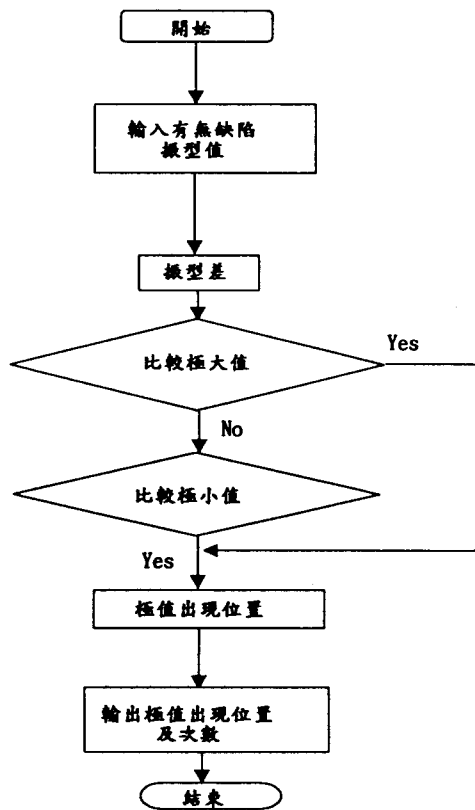 開始
輸入有無缺陷
振型值
振型差
比較極大值
Yes
No
比較極小值
Yes
極值出現位置
輸出極值出現位置
及次數
結束